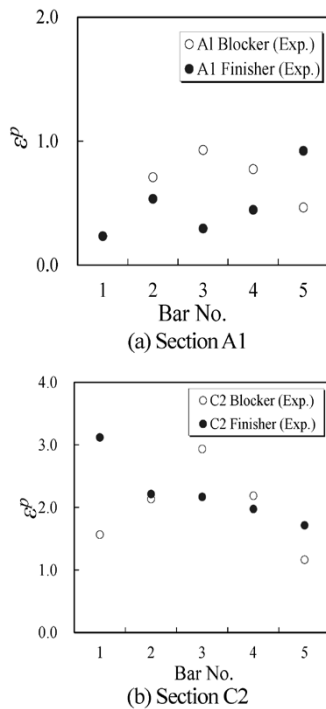 2.0
○ A1 Blocker (Exp.)
● A1 Finisher (Exp.)
1.0
εᵖ
0.0
1 2 3 4 5
Bar No.
(a) Section A1
4.0
○ C2 Blocker (Exp.)
● C2 Finisher (Exp.)
3.0
εᵖ
2.0
1.0
0.0
1 2 3 4 5
Bar No.
(b) Section C2